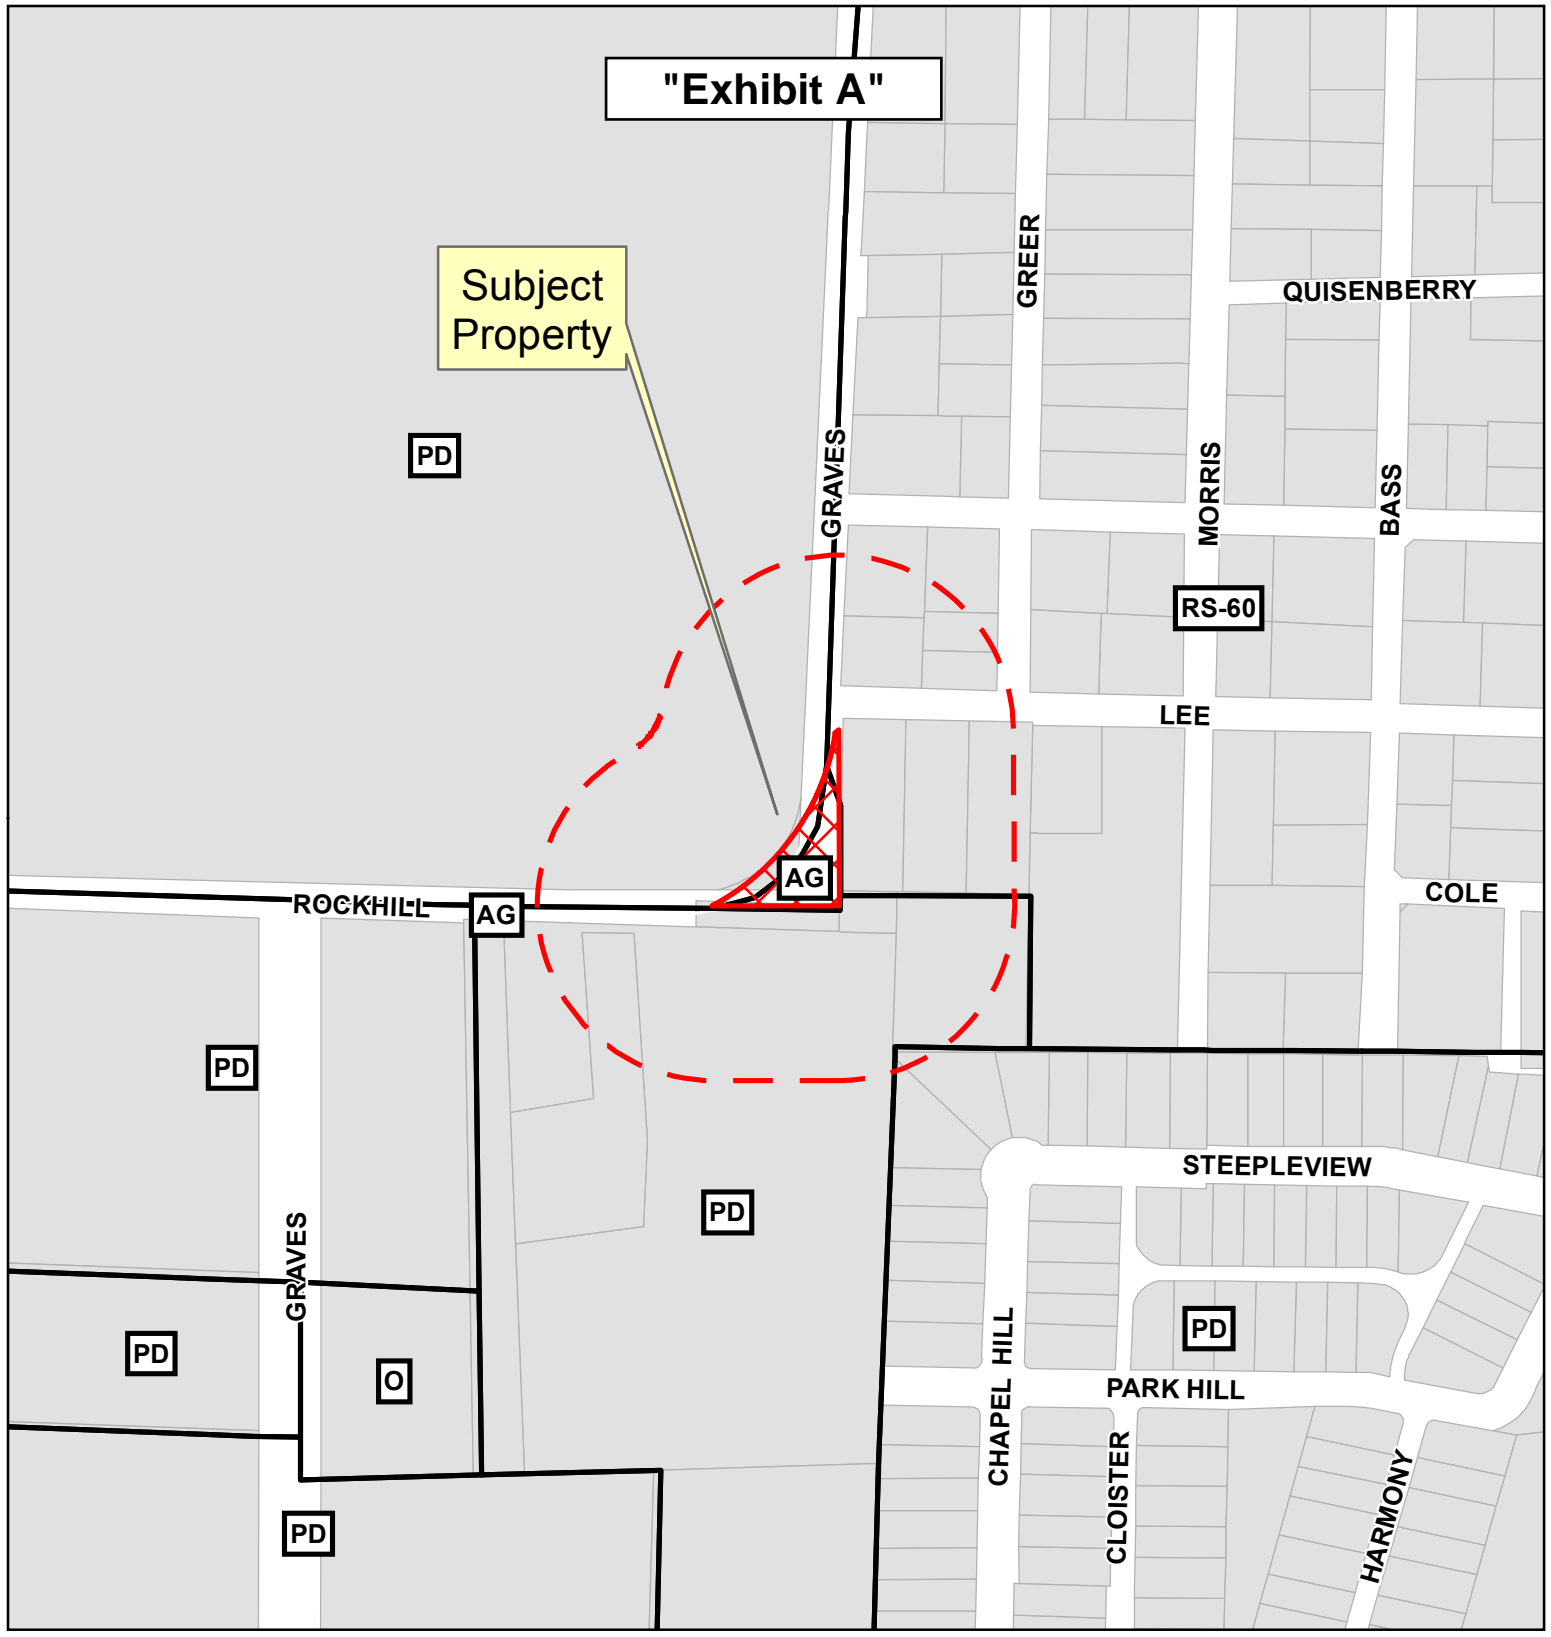 "Exhibit A"
GREER
Subject
Property
QUISENBERRY
PD
GRAVES
MORRIS
BASS
RS-60
LEE
AG
COLE
ROCKHILL
AG
PD
STEEPLEVIEW
PD
GRAVES
PD
PD
O
CHAPEL HILL
PARK HILL
CLOISTER
HARMONY
PD